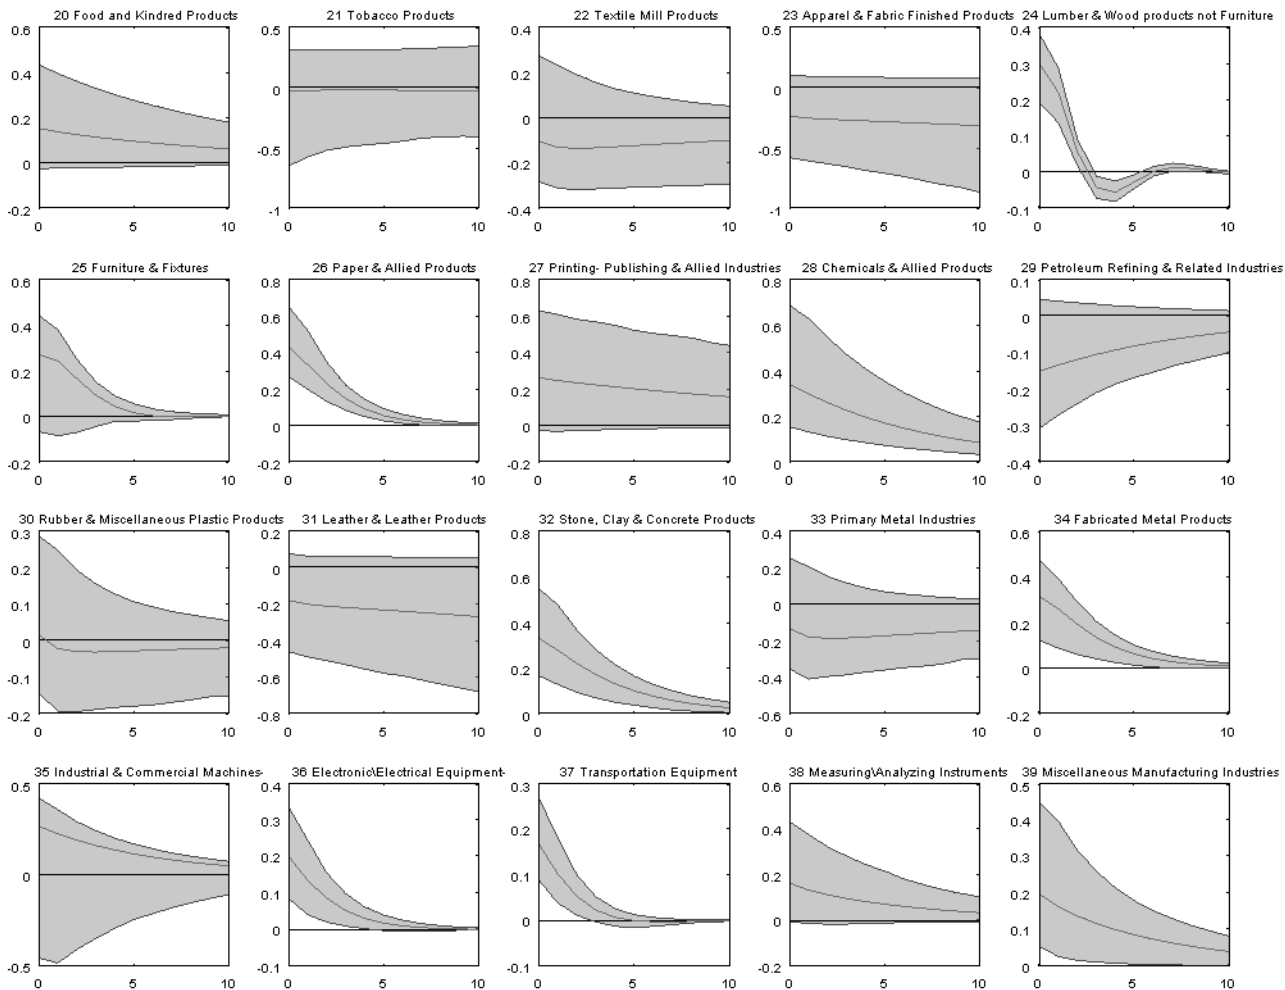 20 Food and Kindred Products
0.6
0.4
0.2
0
-0.2
0 5 10
21 Tobacco Products
0.5
0
-0.5
-1
0 5 10
22 Textile Mill Products
0.4
0.2
0
-0.2
-0.4
0 5 10
23 Apparel & Fabric Finished Products
0.5
0
-0.5
-1
0 5 10
24 Lumber & Wood products not Furniture
0.4
0.3
0.2
0.1
0
-0.1
0 5 10
25 Furniture & Fixtures
0.6
0.4
0.2
0
-0.2
0 5 10
26 Paper & Allied Products
0.8
0.6
0.4
0.2
0
-0.2
0 5 10
27 Printing- Publishing & Allied Industries
0.8
0.6
0.4
0.2
0
-0.2
0 5 10
28 Chemicals & Allied Products
0.8
0.6
0.4
0.2
0
0 5 10
29 Petroleum Refining & Related Industries
0.1
0
-0.1
-0.2
-0.3
-0.4
0 5 10
30 Rubber & Miscellaneous Plastic Products
0.3
0.2
0.1
0
-0.1
-0.2
0 5 10
31 Leather & Leather Products
0.2
0
-0.2
-0.4
-0.6
-0.8
0 5 10
32 Stone, Clay & Concrete Products
0.8
0.6
0.4
0.2
0
0 5 10
33 Primary Metal Industries
0.4
0.2
0
-0.2
-0.4
-0.6
0 5 10
34 Fabricated Metal Products
0.6
0.4
0.2
0
-0.2
0 5 10
35 Industrial & Commercial Machines-
0.5
0
-0.5
0 5 10
36 Electronic\Electrical Equipment-
0.4
0.3
0.2
0.1
0
-0.1
0 5 10
37 Transportation Equipment
0.3
0.2
0.1
0
-0.1
0 5 10
38 Measuring\Analyzing Instruments
0.6
0.4
0.2
0
-0.2
0 5 10
39 Miscellaneous Manufacturing Industries
0.5
0.4
0.3
0.2
0.1
0
0 5 10